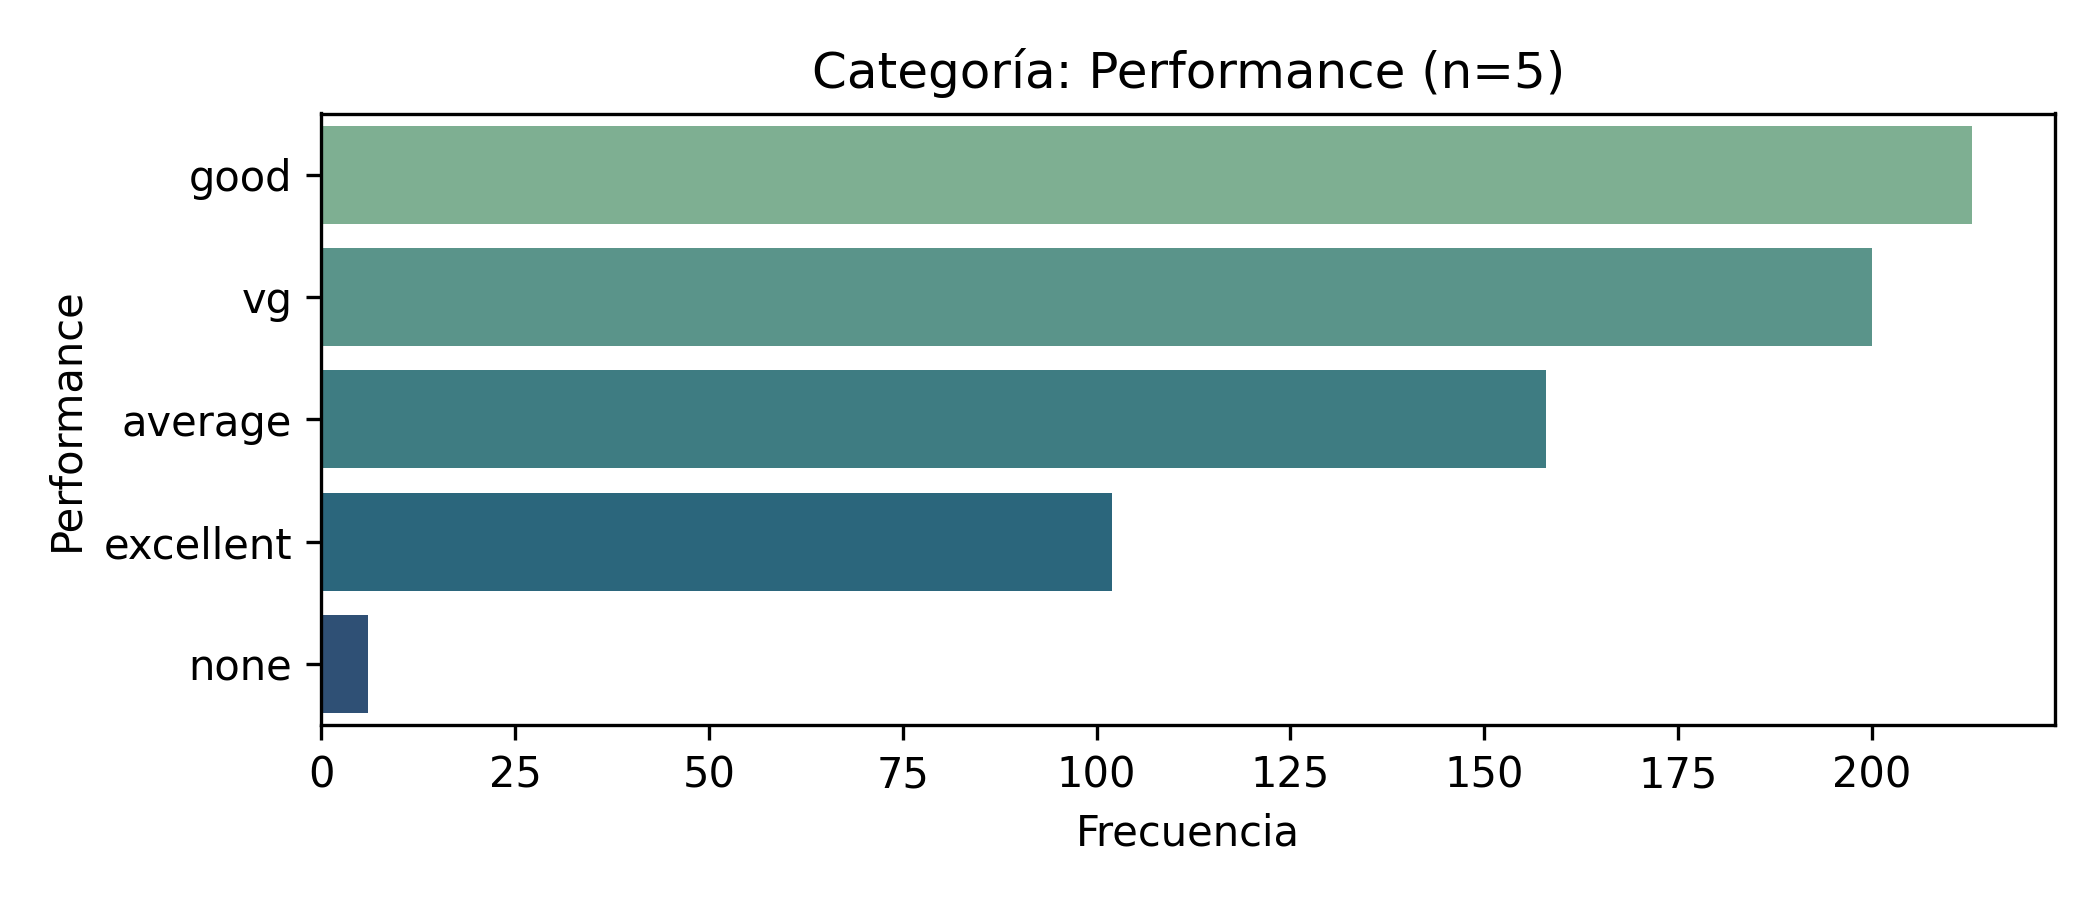 Categoría: Performance (n=5)
Performance
good
vg
average
excellent
none
0 25 50 75 100 125 150 175 200
Frecuencia